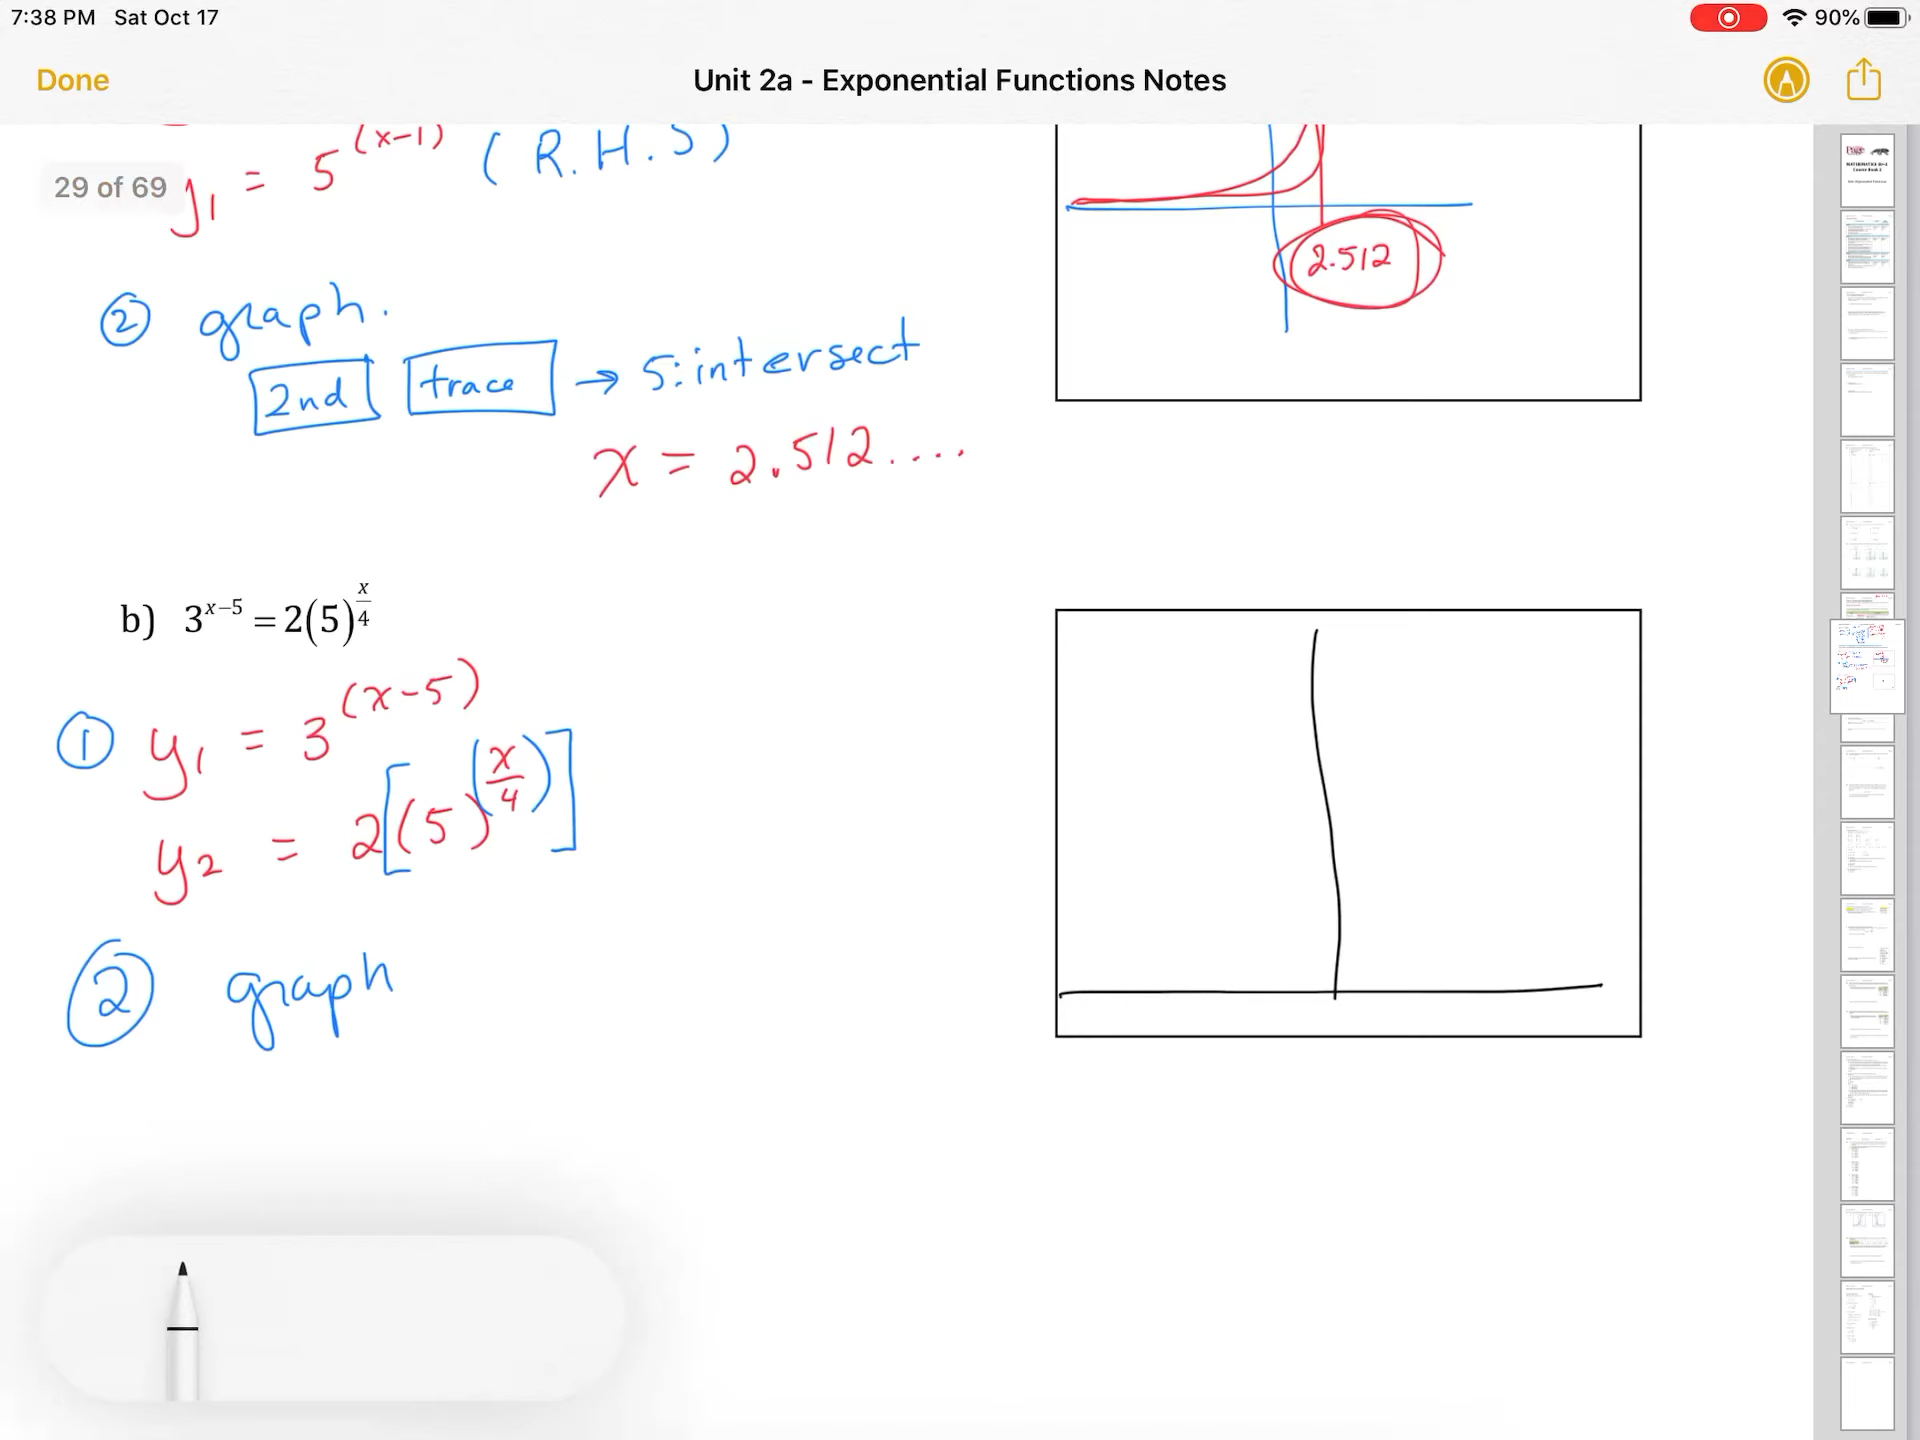 7:38 PM Sat Oct 17
90%
Done
Unit 2a - Exponential Functions Notes
29 of 69
y₁ = 5^(x-1) (R.H.S)
2.512
② graph.
2nd trace → 5:intersect
x = 2.512....
b) 3^(x-5) = 2(5)^(x/4)
① y₁ = 3^(x-5)
y₂ = 2[(5)^(x/4)]
② graph